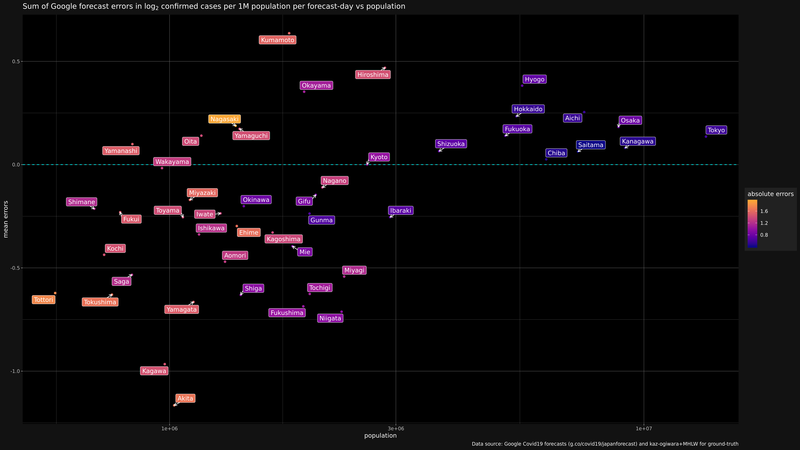 Sum of Google forecast errors in log2 confirmed cases per 1M population per forecast-day vs population
Kumamoto
0.5
Hiroshima
Hyogo
Okayama
Hokkaido
Nagasaki
Aichi
Osaka
Fukuoka
Tokyo
Yamaguchi
Oita
Kanagawa
Shizuoka
Saitama
Yamanashi
Chiba
Kyoto
Wakayama
0.0
Nagano
absolute errors
Miyazaki
Okinawa
Shimane
Gifu
1.6
Toyama
Iwate
Ibaraki
1.2
Fukui
Gunma
0.8
mean errors
Ishikawa
Ehime
Kagoshima
Kochi
Mie
Aomori
-0.5
Miyagi
Saga
Shiga
Tochigi
Tottori
Tokushima
Yamagata
Fukushima
Niigata
Kagawa
-1.0
Akita
1e+06
3e+06
1e+07
population
Data source: Google Covid19 forecasts (g.co/covid19/japanforecast) and kaz-ogiwara+MHLW for ground-truth